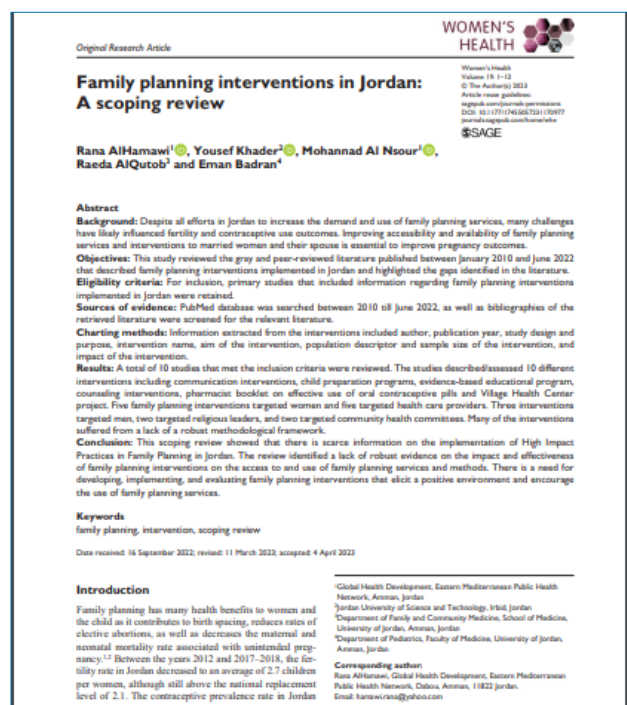 WOMEN'S
HEALTH
Original Research Article
Family planning interventions in Jordan:
A scoping review
Women's Health
Volume 19: 1–12
© The Author(s) 2023
Article reuse guidelines:
sagepub.com/journals-permissions
DOI: 10.1177/17455057231170977
journals.sagepub.com/home/whe
SAGE
Rana AlHamawi1 iD, Yousef Khader2 iD, Mohannad Al Nsour1 iD,
Raeda AlQutob3 and Eman Badran4
Abstract
Background: Despite all efforts in Jordan to increase the demand and use of family planning services, many challenges
have likely influenced fertility and contraceptive use outcomes. Improving accessibility and availability of family planning
services and interventions to married women and their spouse is essential to improve pregnancy outcomes.
Objectives: This study reviewed the gray and peer-reviewed literature published between January 2010 and June 2022
that described family planning interventions implemented in Jordan and highlighted the gaps identified in the literature.
Eligibility criteria: For inclusion, primary studies that included information regarding family planning interventions
implemented in Jordan were retained.
Sources of evidence: PubMed database was searched between 2010 till June 2022, as well as bibliographies of the
retrieved literature were screened for the relevant literature.
Charting methods: Information extracted from the interventions included author, publication year, study design and
purpose, intervention name, aim of the intervention, population descriptor and sample size of the intervention, and
impact of the intervention.
Results: A total of 10 studies that met the inclusion criteria were reviewed. The studies described/assessed 10 different
interventions including communication interventions, child preparation programs, evidence-based educational program,
counseling interventions, pharmacist booklet on effective use of oral contraceptive pills and Village Health Center
project. Five family planning interventions targeted women and five targeted health care providers. Three interventions
targeted men, two targeted religious leaders, and two targeted community health committees. Many of the interventions
suffered from a lack of a robust methodological framework.
Conclusion: This scoping review showed that there is scarce information on the implementation of High Impact
Practices in Family Planning in Jordan. The review identified a lack of robust evidence on the impact and effectiveness
of family planning interventions on the access to and use of family planning services and methods. There is a need for
developing, implementing, and evaluating family planning interventions that elicit a positive environment and encourage
the use of family planning services.
Keywords
family planning, intervention, scoping review
Date received: 16 September 2022; revised: 11 March 2023; accepted: 4 April 2023
Introduction
Family planning has many health benefits to women and
the child as it contributes to birth spacing, reduces rates of
elective abortions, as well as decreases the maternal and
neonatal mortality rate associated with unintended preg-
nancy.1,2 Between the years 2012 and 2017–2018, the fer-
tility rate in Jordan decreased to an average of 2.7 children
per women, although still above the national replacement
level of 2.1. The contraceptive prevalence rate in Jordan
1Global Health Development, Eastern Mediterranean Public Health
Network, Amman, Jordan
2Jordan University of Science and Technology, Irbid, Jordan
3Department of Family and Community Medicine, School of Medicine,
University of Jordan, Amman, Jordan
4Department of Pediatrics, Faculty of Medicine, University of Jordan,
Amman, Jordan
Corresponding author:
Rana AlHamawi, Global Health Development, Eastern Mediterranean
Public Health Network, Dabou, Amman, 11822 Jordan.
Email: hamawi.rana@yahoo.com